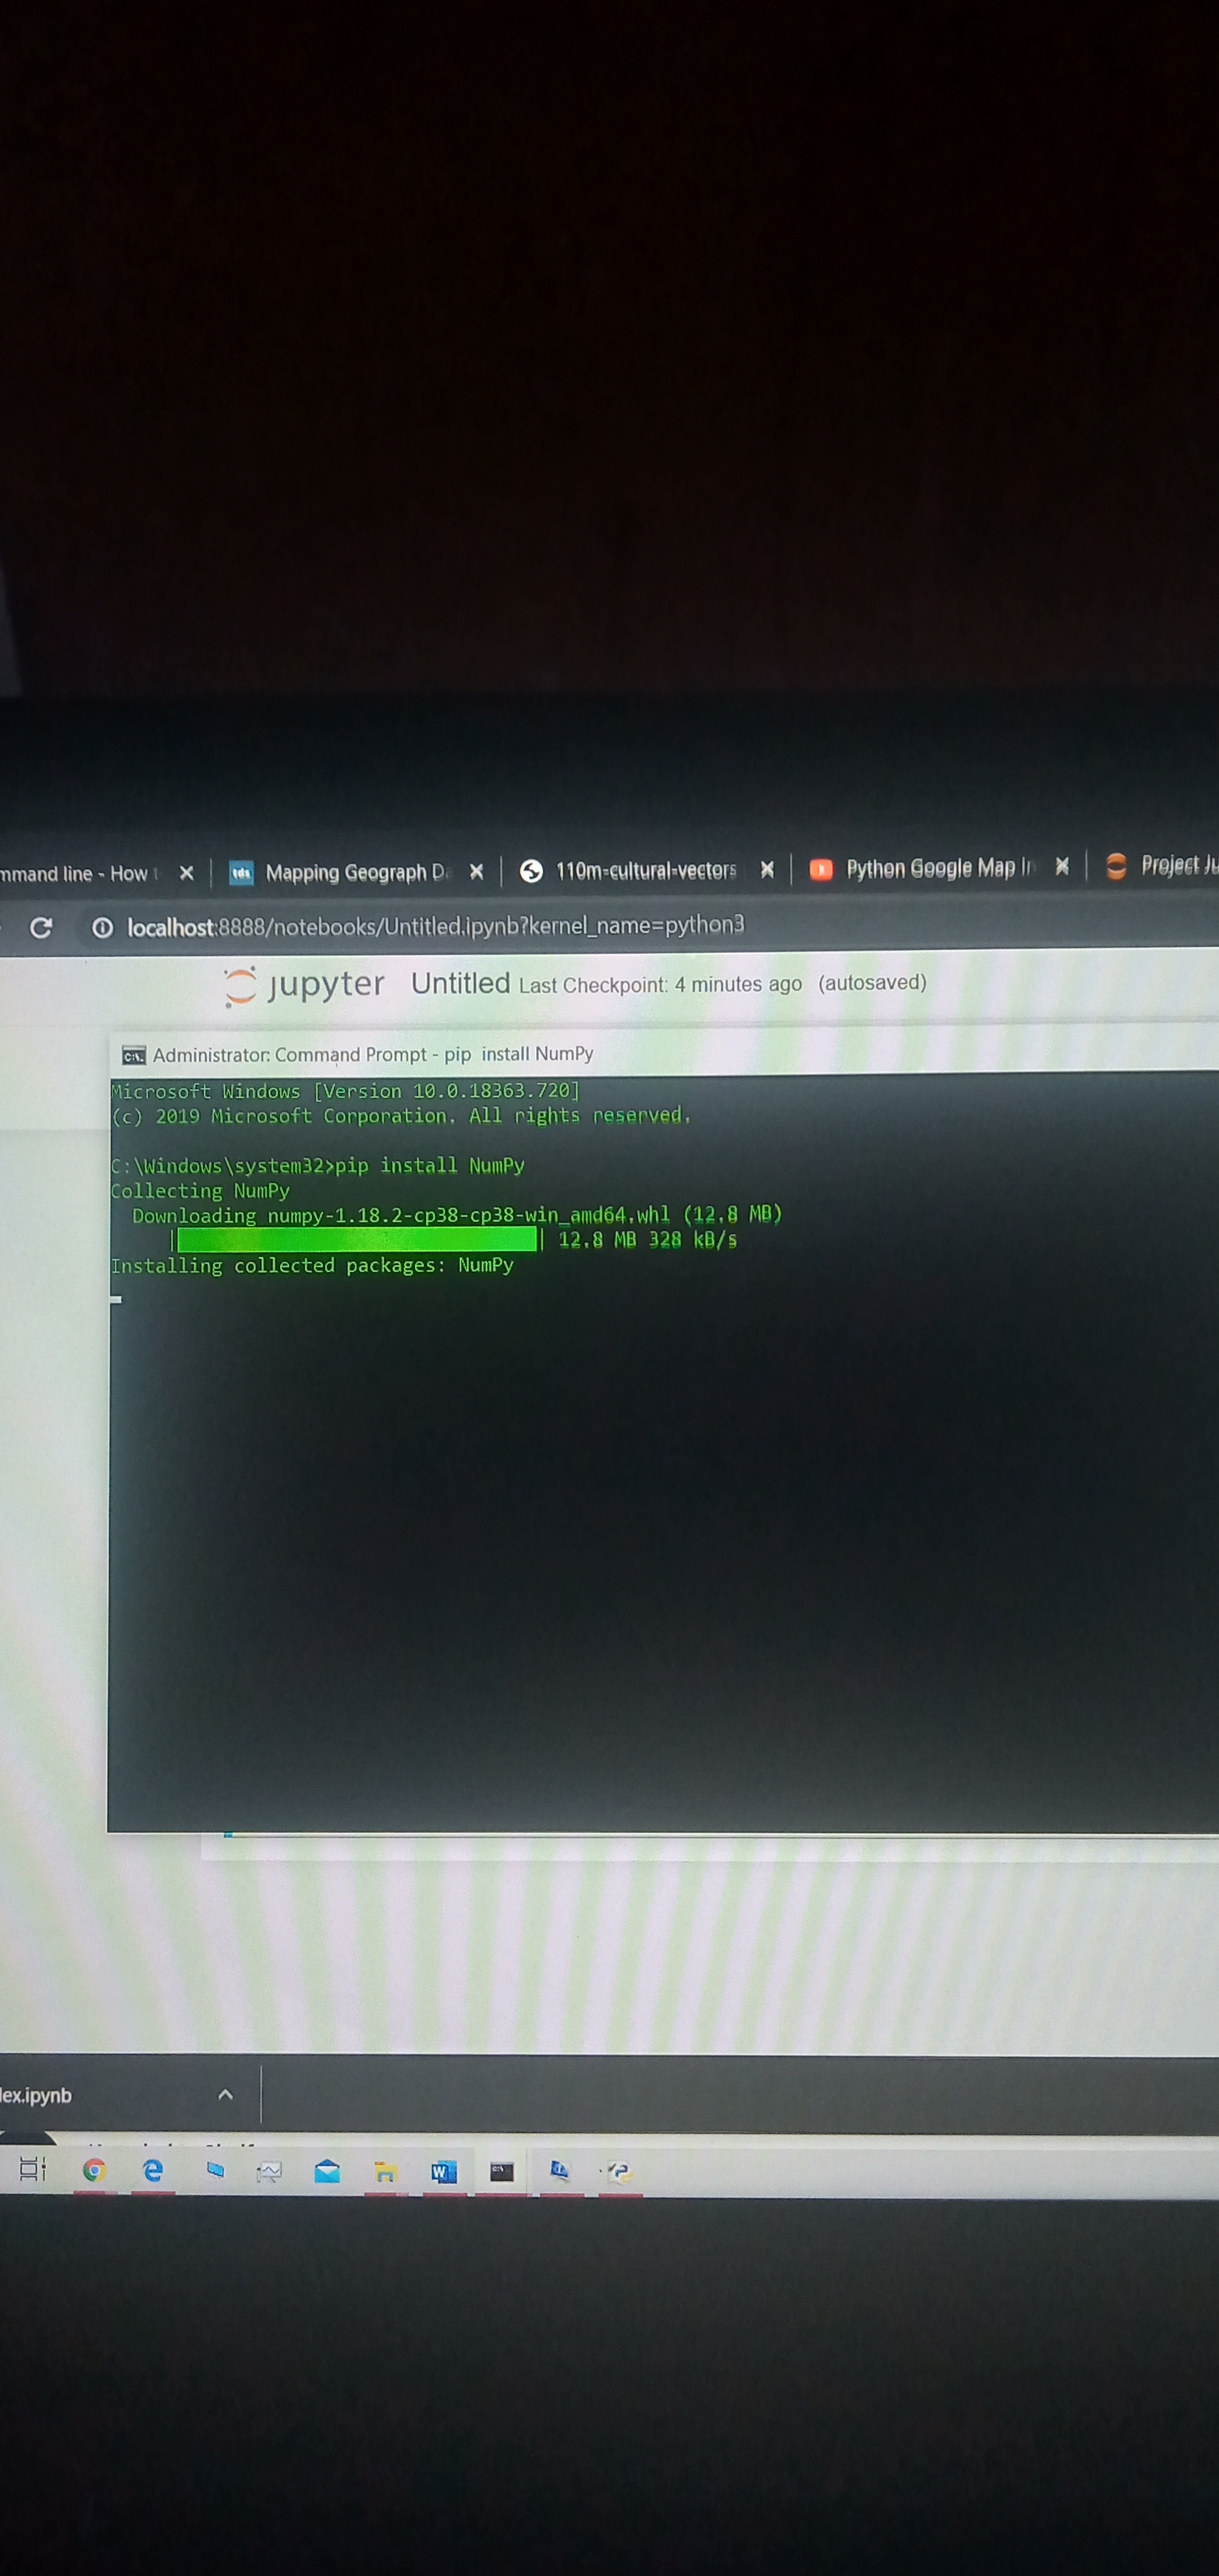 mmand line - How
Mapping Geograph D
110m-cultural-vectors
Python Google Map In
Project Ju
localhost:8888/notebooks/Untitled.ipynb?kernel_name=python3
jupyter Untitled Last Checkpoint: 4 minutes ago (autosaved)
Administrator: Command Prompt - pip install NumPy
Microsoft Windows [Version 10.0.18363.720]
(c) 2019 Microsoft Corporation. All rights reserved.
C:\Windows\system32>pip install NumPy
Collecting NumPy
Downloading numpy-1.18.2-cp38-cp38-win_amd64.whl (12.8 MB)
| | 12.8 MB 328 kB/s
Installing collected packages: NumPy
lex.ipynb